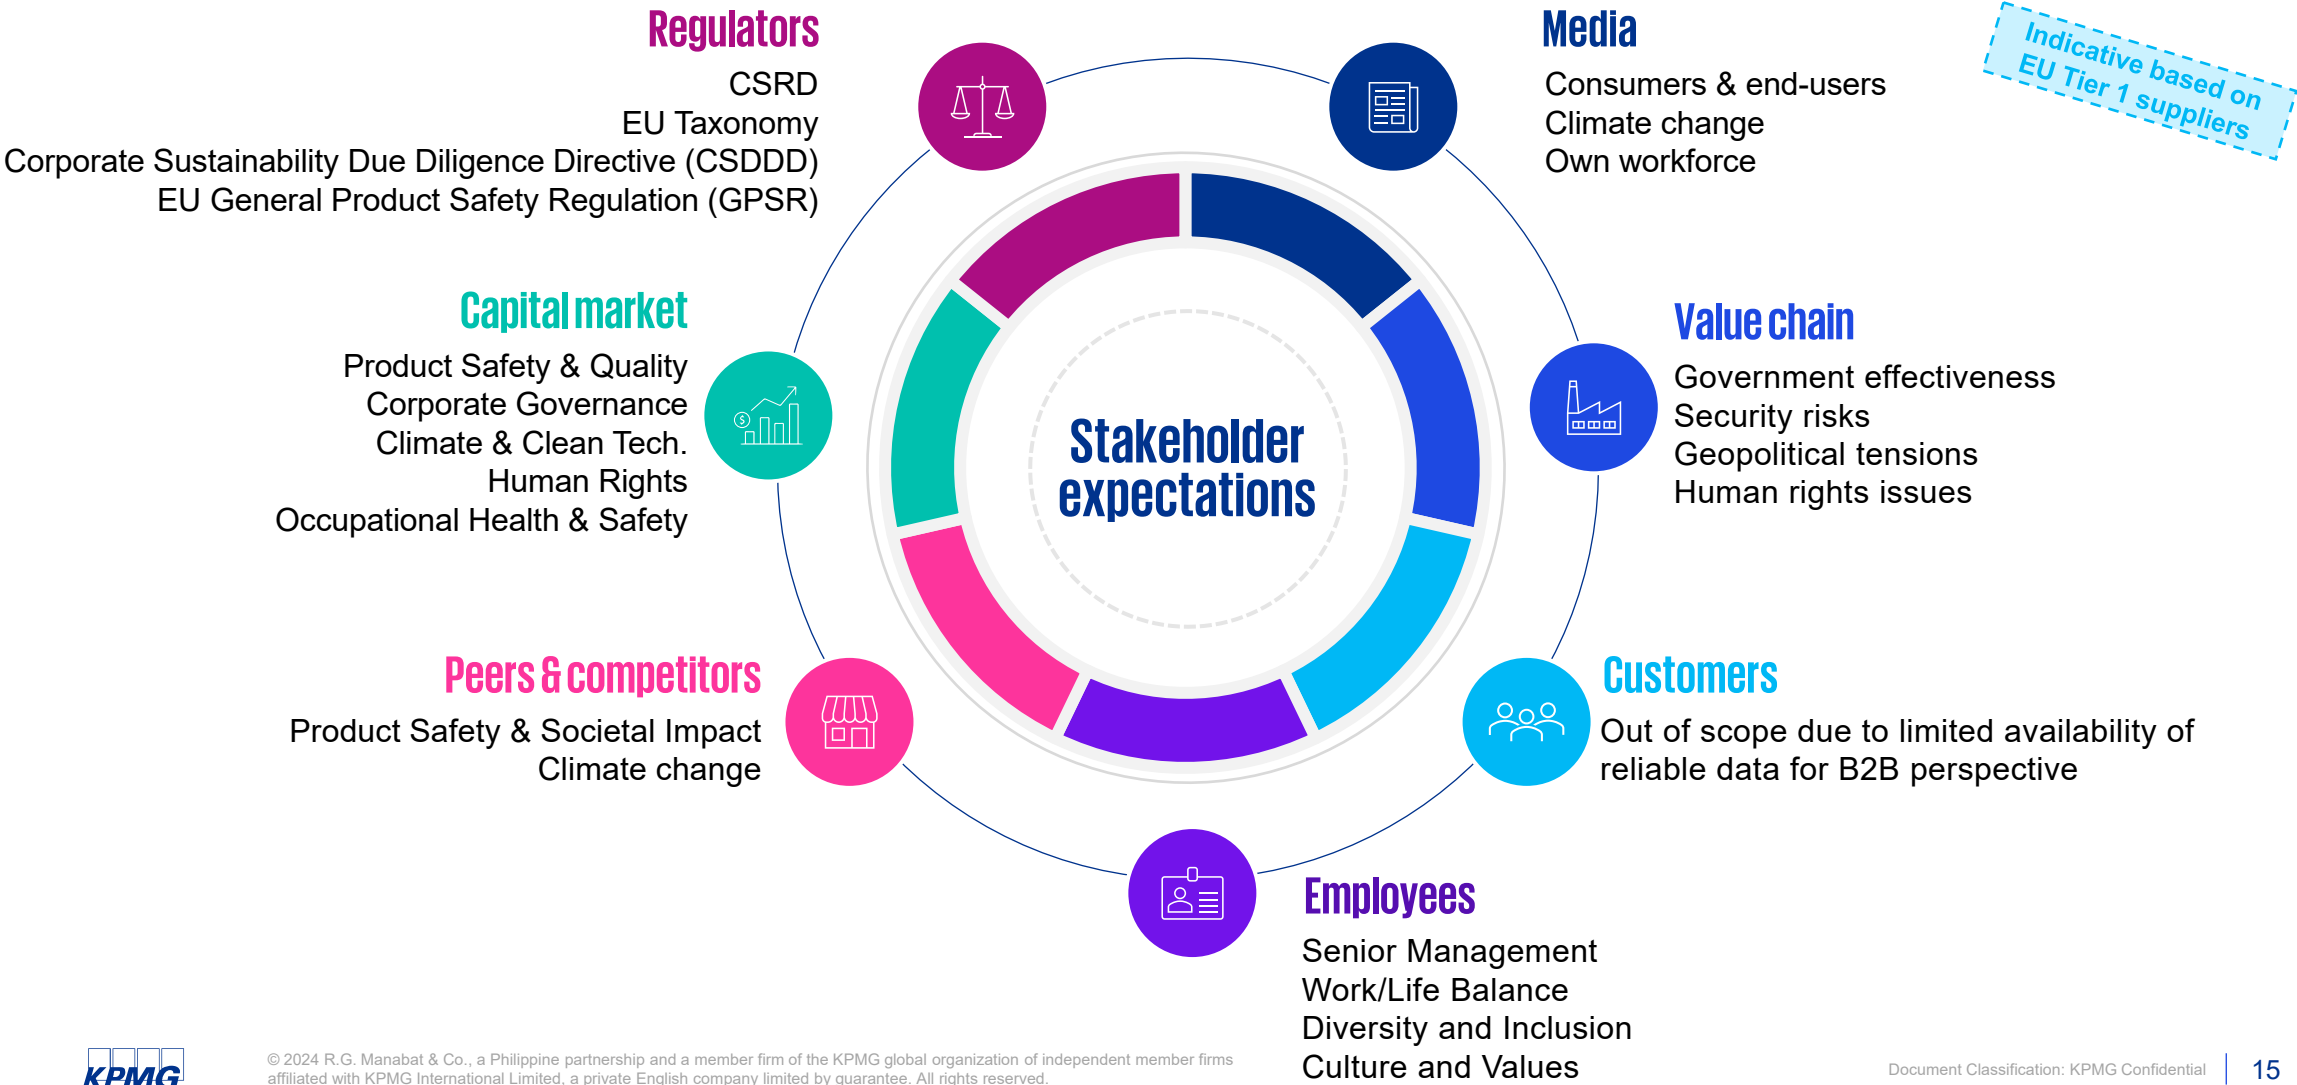 Regulators
CSRD
EU Taxonomy
Corporate Sustainability Due Diligence Directive (CSDDD)
EU General Product Safety Regulation (GPSR)
Media
Consumers & end-users
Climate change
Own workforce
Indicative based on
EU Tier 1 suppliers
Capital market
Product Safety & Quality
Corporate Governance
Climate & Clean Tech.
Human Rights
Occupational Health & Safety
$
Stakeholder
expectations
Value chain
Government effectiveness
Security risks
Geopolitical tensions
Human rights issues
Peers & competitors
Product Safety & Societal Impact
Climate change
Customers
Out of scope due to limited availability of
reliable data for B2B perspective
Employees
Senior Management
Work/Life Balance
Diversity and Inclusion
Culture and Values
KPMG
© 2024 R.G. Manabat & Co., a Philippine partnership and a member firm of the KPMG global organization of independent member firms
affiliated with KPMG International Limited, a private English company limited by guarantee. All rights reserved.
Document Classification: KPMG Confidential
15